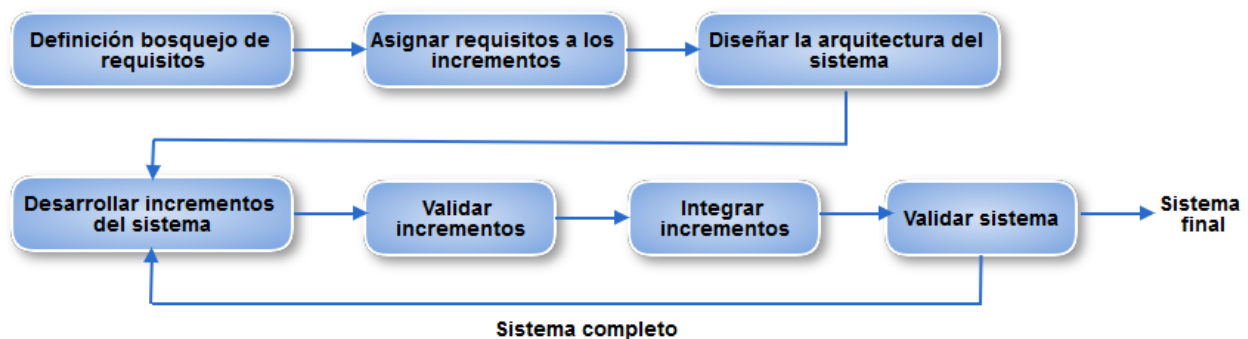 Definición bosquejo de
requisitos
Asignar requisitos a los
incrementos
Diseñar la arquitectura del
sistema
Desarrollar incrementos
del sistema
Validar
incrementos
Integrar
incrementos
Validar sistema
Sistema
final
Sistema completo